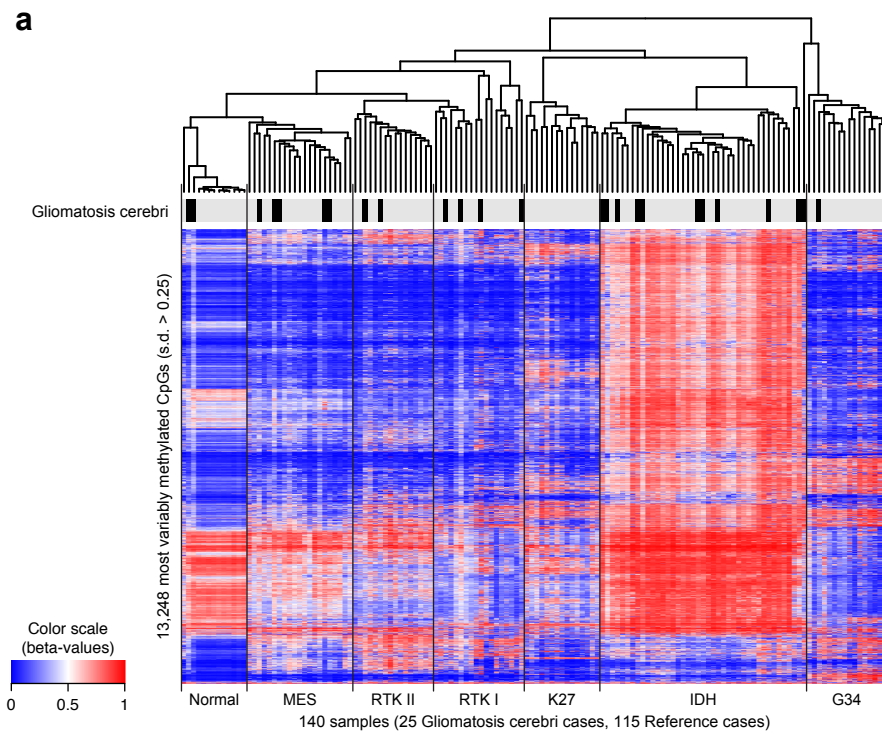 a
Gliomatosis cerebri
13,248 most variably methylated CpGs (s.d. > 0.25)
Color scale
(beta-values)
0 0.5 1
Normal MES RTK II RTK I K27 IDH G34
140 samples (25 Gliomatosis cerebri cases, 115 Reference cases)